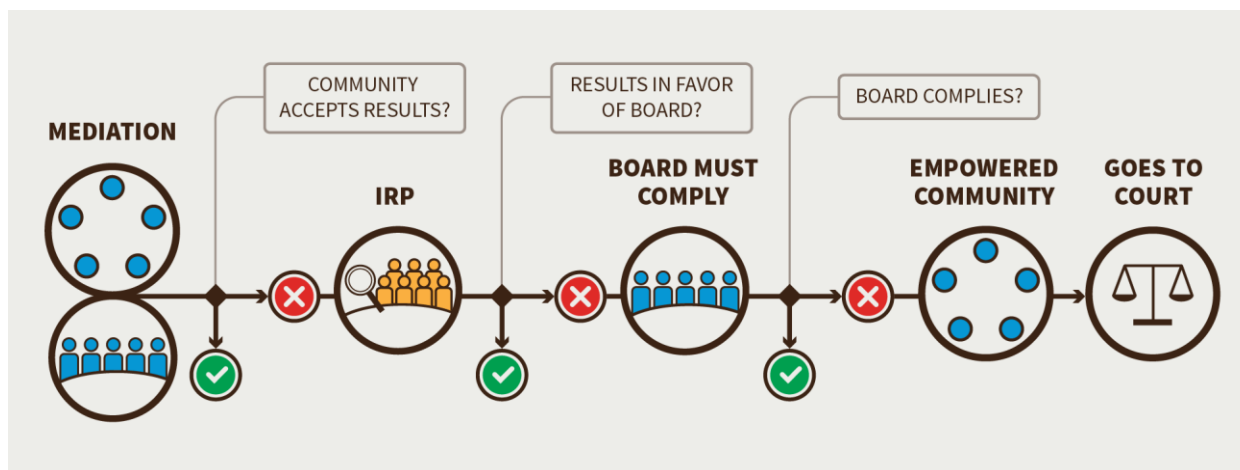 MEDIATION
COMMUNITY
ACCEPTS RESULTS?
IRP
RESULTS IN FAVOR
OF BOARD?
BOARD MUST
COMPLY
BOARD COMPLIES?
EMPOWERED
COMMUNITY
GOES TO
COURT